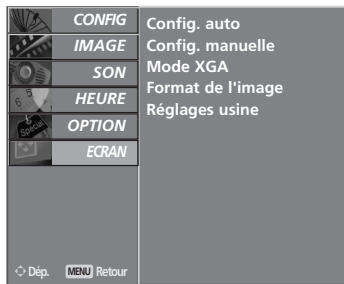 CONFIG
IMAGE
SON
HEURE
OPTION
ECRAN
Config. auto
Config. manuelle
Mode XGA
Format de l'image
Réglages usine
Dép. MENU Retour